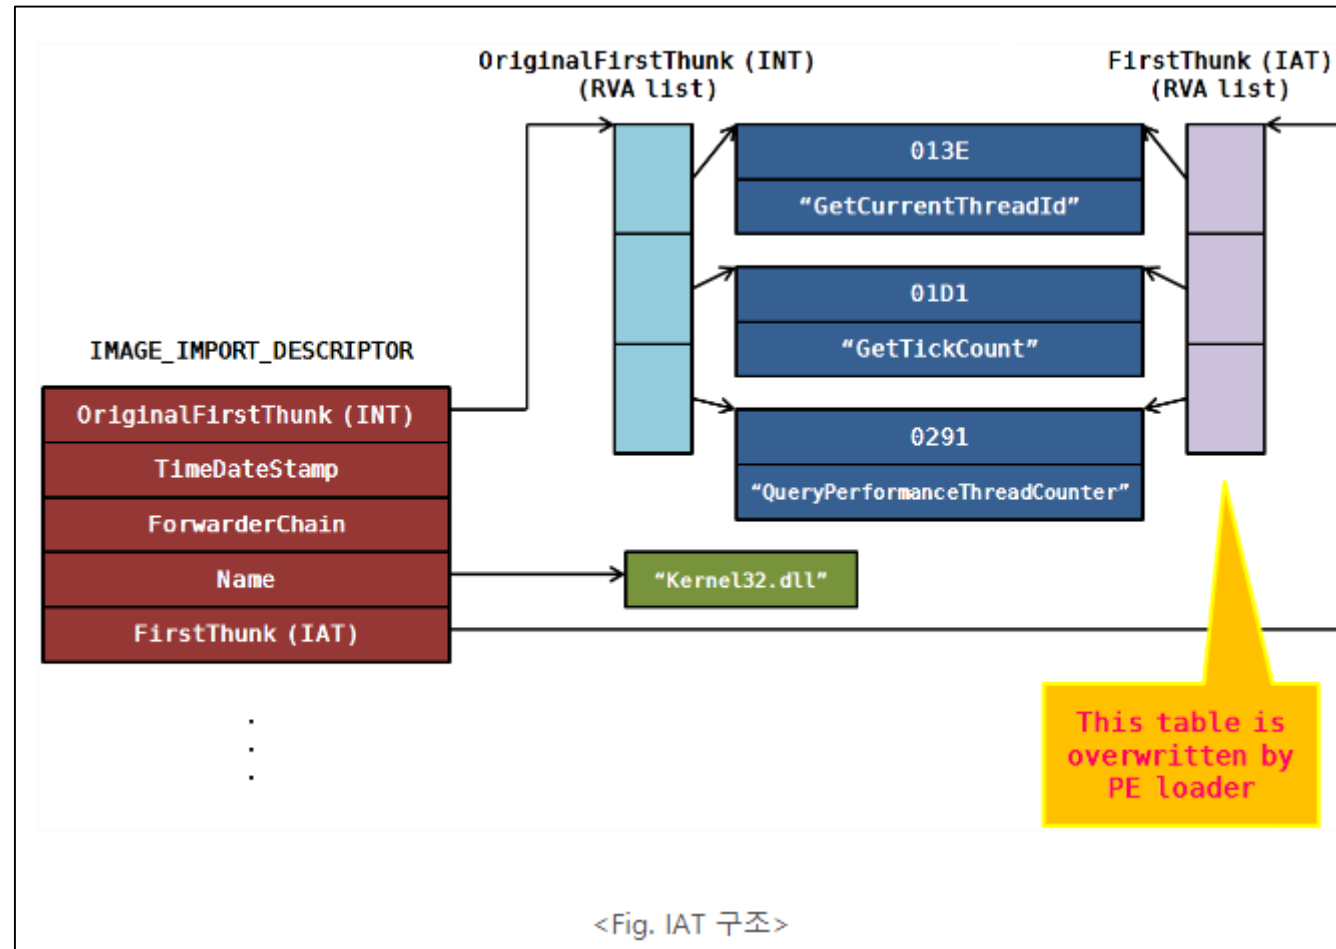 OriginalFirstThunk (INT)
(RVA list)
FirstThunk (IAT)
(RVA list)
013E
“GetCurrentThreadId”
01D1
“GetTickCount”
0291
“QueryPerformanceThreadCounter”
IMAGE_IMPORT_DESCRIPTOR
OriginalFirstThunk (INT)
TimeDateStamp
ForwarderChain
Name
FirstThunk (IAT)
“Kernel32.dll”
This table is
overwritten by
PE loader
.
.
.
<Fig. IAT 구조>